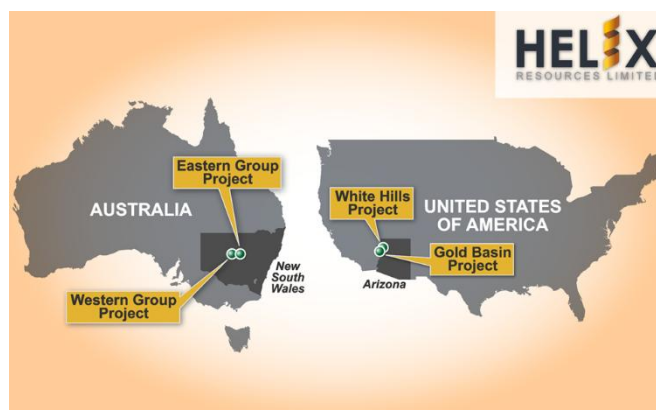 HELIX
RESOURCES LIMITED
Eastern Group
Project
AUSTRALIA
New
South
Wales
Western Group
Project
White Hills
Project
UNITED STATES
OF AMERICA
Gold Basin
Project
Arizona